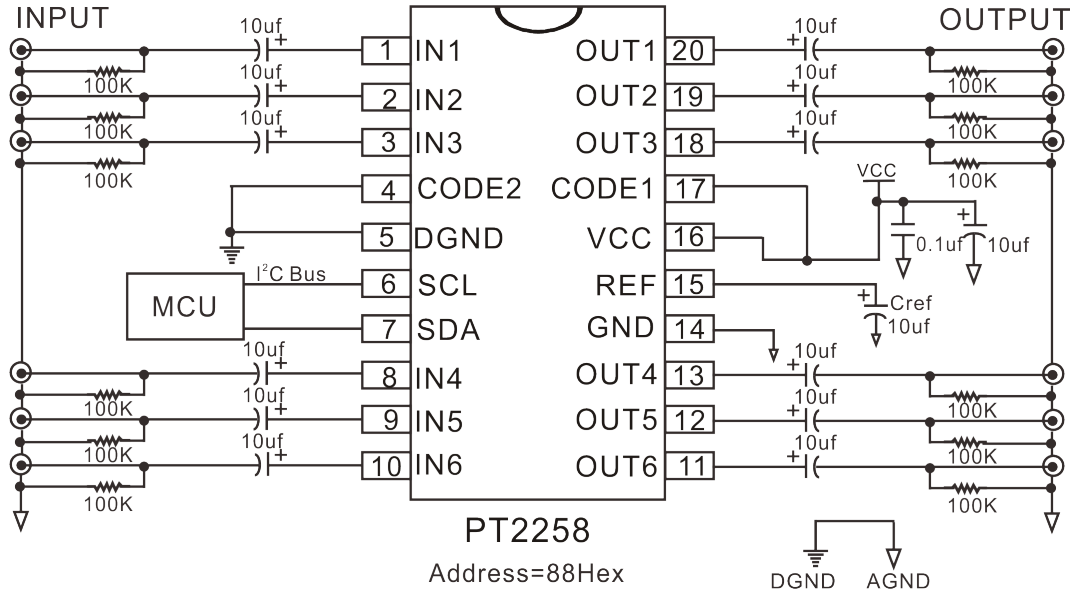 INPUT
OUTPUT
10uf + 1 IN1 OUT1 20 + 10uf
100K 100K
10uf + 2 IN2 OUT2 19 + 10uf
100K 100K
10uf + 3 IN3 OUT3 18 + 10uf
100K 100K
4 CODE2 CODE1 17 VCC
5 DGND VCC 16 0.1uf + 10uf
I²C Bus
MCU
6 SCL REF 15 + Cref
10uf
7 SDA GND 14
10uf + 8 IN4 OUT4 13 + 10uf
100K 100K
10uf + 9 IN5 OUT5 12 + 10uf
100K 100K
10uf + 10 IN6 OUT6 11 + 10uf
100K 100K
PT2258
Address=88Hex
DGND AGND